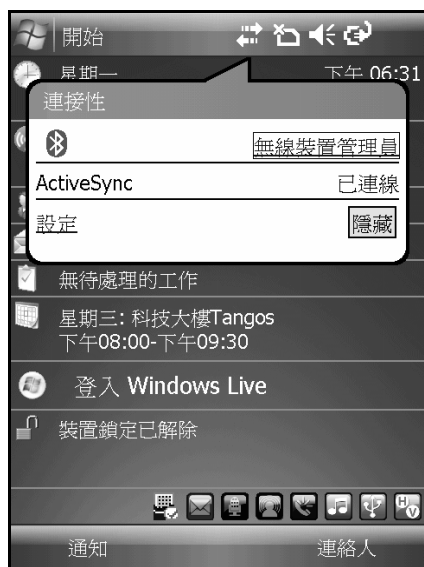 開始
星期一 下午 06:31
連接性
無線裝置管理員
ActiveSync 已連線
設定 隱藏
無待處理的工作
星期三: 科技大樓Tangos
下午08:00-下午09:30
登入 Windows Live
裝置鎖定已解除
H V
通知 連絡人